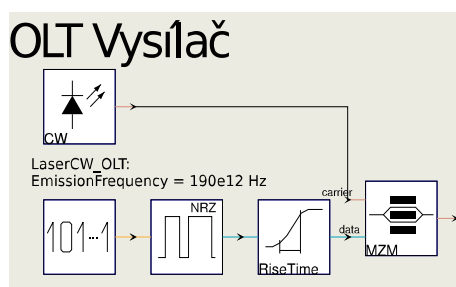 OLT Vysílač
CW
LaserCW_OLT:
EmissionFrequency = 190e12 Hz
carrier
101...1
NRZ
RiseTime
data
MZM